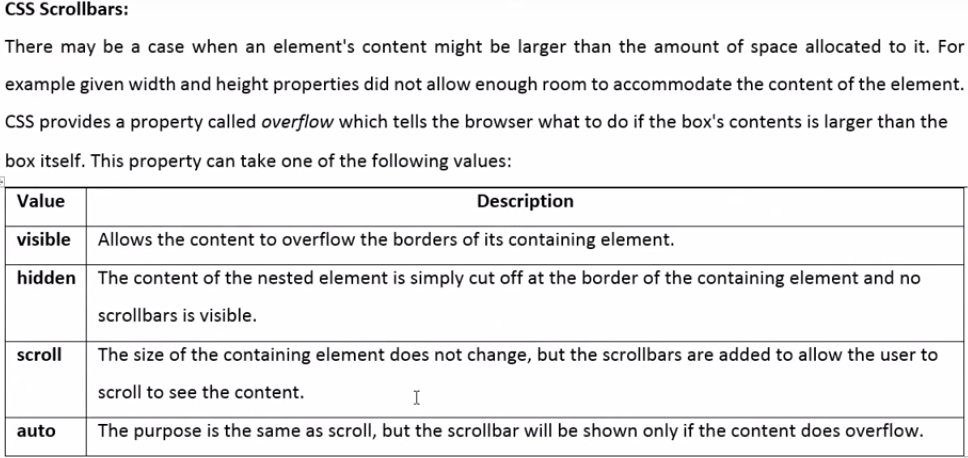 CSS Scrollbars:
There may be a case when an element's content might be larger than the amount of space allocated to it. For
example given width and height properties did not allow enough room to accommodate the content of the element.
CSS provides a property called overflow which tells the browser what to do if the box's contents is larger than the
box itself. This property can take one of the following values:
Value Description
visible Allows the content to overflow the borders of its containing element.
hidden The content of the nested element is simply cut off at the border of the containing element and no
scrollbars is visible.
scroll The size of the containing element does not change, but the scrollbars are added to allow the user to
scroll to see the content.
auto The purpose is the same as scroll, but the scrollbar will be shown only if the content does overflow.